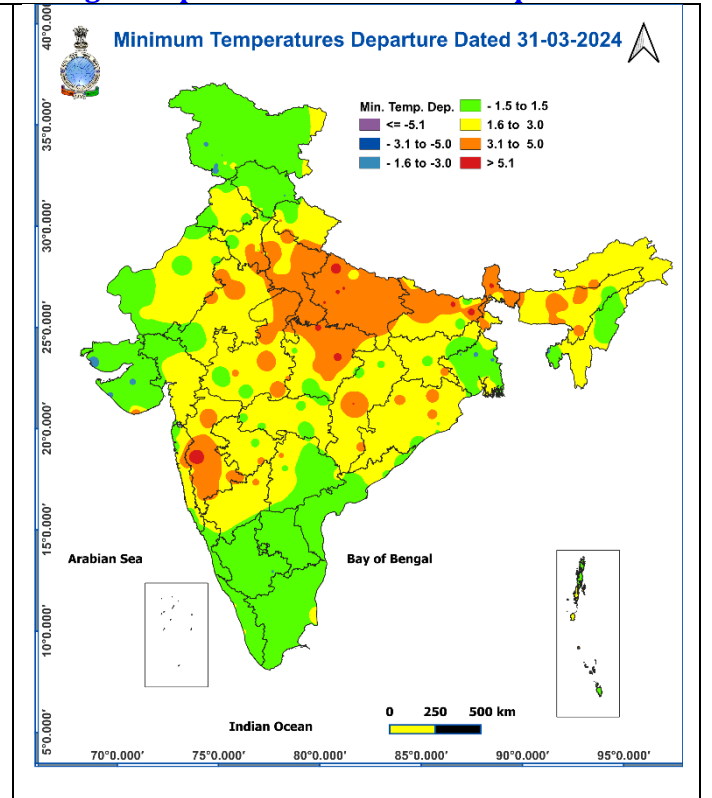 Minimum Temperatures Departure Dated 31-03-2024
Min. Temp. Dep.
<= -5.1
- 3.1 to -5.0
- 1.6 to -3.0
- 1.5 to 1.5
1.6 to 3.0
3.1 to 5.0
> 5.1
40°0.000'
35°0.000'
30°0.000'
25°0.000'
20°0.000'
15°0.000'
10°0.000'
5°0.000'
Arabian Sea
Bay of Bengal
Indian Ocean
0 250 500 km
70°0.000' 75°0.000' 80°0.000' 85°0.000' 90°0.000' 95°0.000'